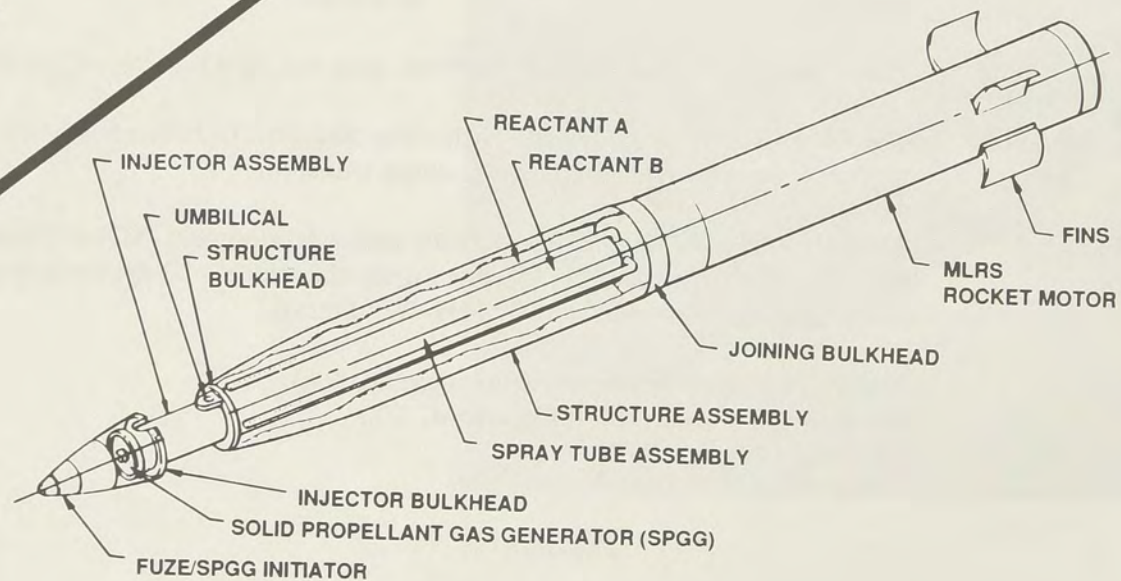 REACTANT A
REACTANT B
INJECTOR ASSEMBLY
UMBILICAL
STRUCTURE
BULKHEAD
FINS
MLRS
ROCKET MOTOR
JOINING BULKHEAD
STRUCTURE ASSEMBLY
SPRAY TUBE ASSEMBLY
INJECTOR BULKHEAD
SOLID PROPELLANT GAS GENERATOR (SPGG)
FUZE/SPGG INITIATOR